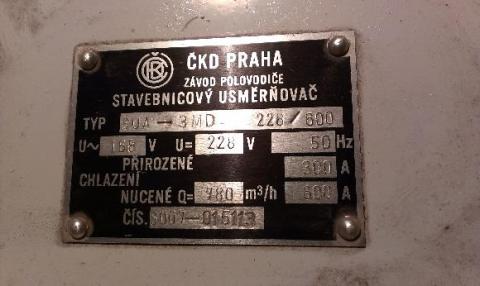 ČKD PRAHA
ZÁVOD POLOVODIČE
STAVEBNICOVÝ USMĚRŇOVAČ
TYP 3MD- 228/600
U~ 168 V U= 228 V 50 Hz
PŘIROZENÉ 300 A
CHLAZENÍ
NUCENÉ Q= 780 m³/h 600 A
ČÍS.